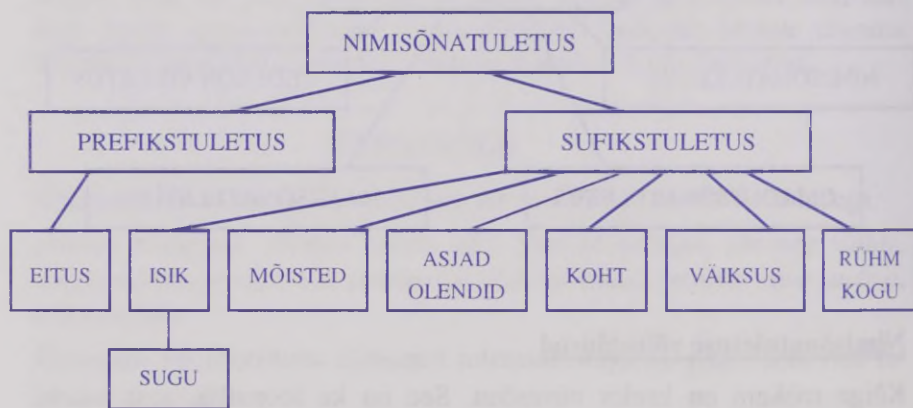 NIMISÕNATULETUS
PREFIKSTULETUS
SUFIKSTULETUS
EITUS
ISIK
MÕISTED
ASJAD
OLENDID
KOHT
VÄIKSUS
RÜHM
KOGU
SUGU